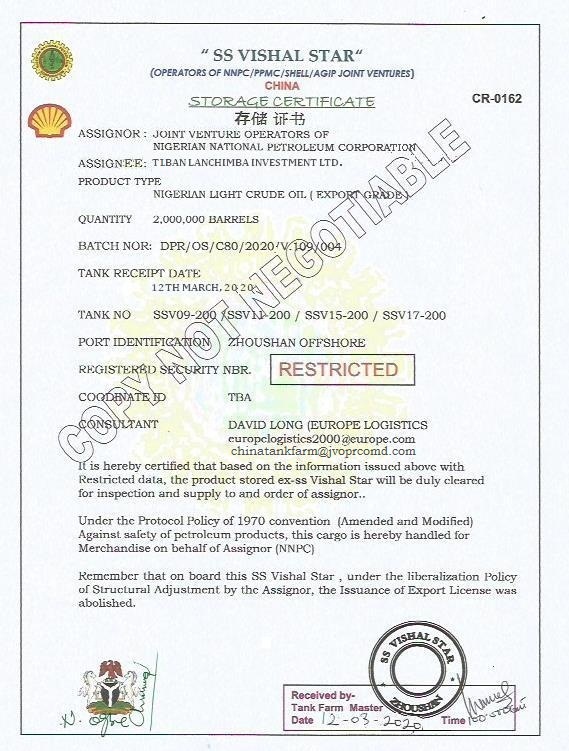 " SS VISHAL STAR"
(OPERATORS OF NNPC/PPMC/SHELL/AGIP JOINT VENTURES)
CHINA
STORAGE CERTIFICATE
CR-0162
存储 证书
ASSIGNOR : JOINT VENTURE OPERATORS OF
NIGERIAN NATIONAL PETROLEUM CORPORATION
ASSIGNEE: TIBAN LANCHIMBA INVESTMENT LTD.
PRODUCT TYPE
NIGERIAN LIGHT CRUDE OIL ( EXPORT GRADE)
QUANTITY 2,000,000 BARRELS
BATCH NOR: DPR/OS/C80/2020/V.109/004
TANK RECEIPT DATE
12TH MARCH, 2020
TANK NO SSV09-200 /SSV11-200 / SSV15-200 / SSV17-200
PORT IDENTIFICATION ZHOUSHAN OFFSHORE
REGISTERED SECURITY NBR. RESTRICTED
COODINATE ID TBA
CONSULTANT DAVID LONG (EUROPE LOGISTICS
europelogistics2000@europe.com
chinatankfarm@jvoprcomd.com
COPY NOT NEGOTIABLE
It is hereby certified that based on the information issued above with
Restricted data, the product stored ex-ss Vishal Star will be duly cleared
for inspection and supply to and order of assignor..
Under the Protocol Policy of 1970 convention (Amended and Modified)
Against safety of petroleum products, this cargo is hereby handled for
Merchandise on behalf of Assignor (NNPC)
Remember that on board this SS Vishal Star , under the liberalization Policy
of Structural Adjustment by the Assignor, the Issuance of Export License was
abolished.
SS VISHAL STAR
ZHOUSHAN
Received by-
Tank Farm Master
Date 12-03-2020 Time